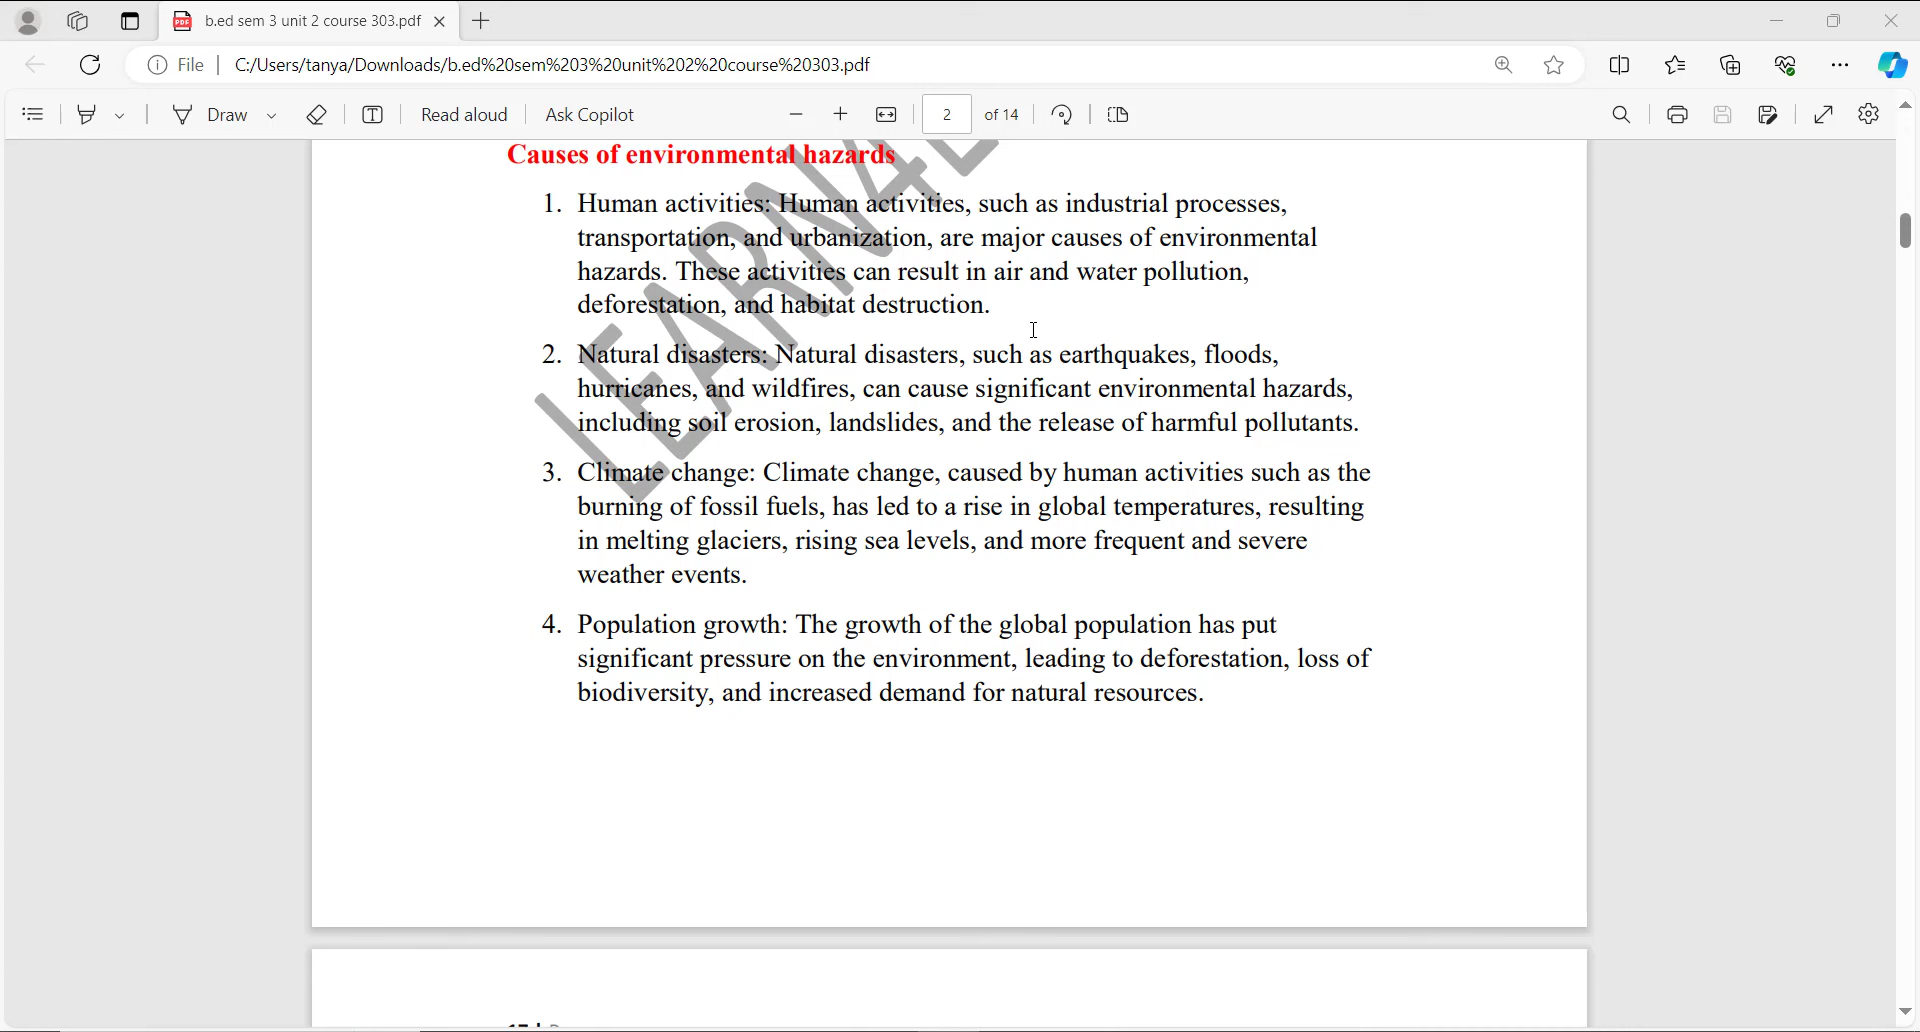 b.ed sem 3 unit 2 course 303.pdf
File
C:/Users/tanya/Downloads/b.ed%20sem%203%20unit%202%20course%20303.pdf
Draw
Read aloud
Ask Copilot
2 of 14
Causes of environmental hazards
1. Human activities: Human activities, such as industrial processes,
transportation, and urbanization, are major causes of environmental
hazards. These activities can result in air and water pollution,
deforestation, and habitat destruction.
2. Natural disasters: Natural disasters, such as earthquakes, floods,
hurricanes, and wildfires, can cause significant environmental hazards,
including soil erosion, landslides, and the release of harmful pollutants.
3. Climate change: Climate change, caused by human activities such as the
burning of fossil fuels, has led to a rise in global temperatures, resulting
in melting glaciers, rising sea levels, and more frequent and severe
weather events.
4. Population growth: The growth of the global population has put
significant pressure on the environment, leading to deforestation, loss of
biodiversity, and increased demand for natural resources.
LEARN4